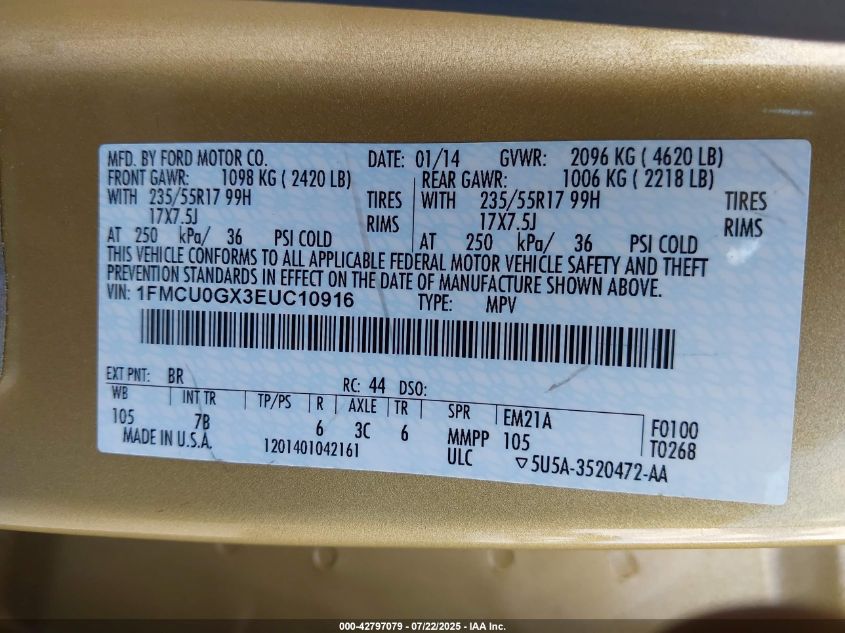 MFD. BY FORD MOTOR CO. DATE: 01/14 GVWR: 2096 KG ( 4620 LB)
FRONT GAWR: 1098 KG ( 2420 LB) REAR GAWR: 1006 KG ( 2218 LB)
WITH 235/55R17 99H TIRES WITH 235/55R17 99H TIRES
17X7.5J RIMS 17X7.5J RIMS
AT 250 kPa/ 36 PSI COLD AT 250 kPa/ 36 PSI COLD
THIS VEHICLE CONFORMS TO ALL APPLICABLE FEDERAL MOTOR VEHICLE SAFETY AND THEFT
PREVENTION STANDARDS IN EFFECT ON THE DATE OF MANUFACTURE SHOWN ABOVE.
VIN: 1FMCU0GX3EUC10916 TYPE: MPV
EXT PNT: BR RC: 44 DSO:
WB INT TR TP/PS R AXLE TR SPR EM21A F0100
105 7B 6 3C 6 MMPP 105 T0268
MADE IN U.S.A. 1201401042161 ULC ▽5U5A-3520472-AA
000-42797079 - 07/22/2025 - IAA Inc.